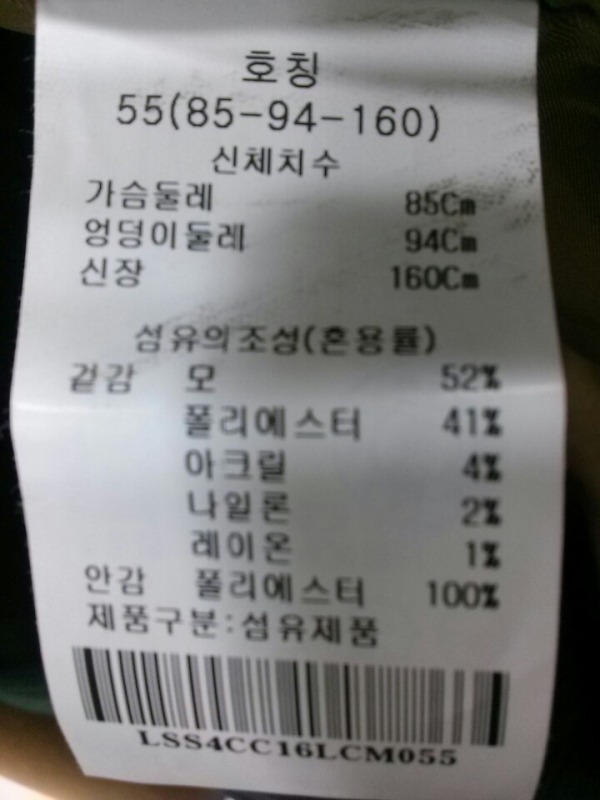 호칭
55(85-94-160)
신체치수
가슴둘레 85Cm
엉덩이둘레 94Cm
신장 160Cm
섬유의조성(혼용률)
겉감 모 52%
폴리에스터 41%
아크릴 4%
나일론 2%
레이온 1%
안감 폴리에스터 100%
제품구분:섬유제품
LSS4CC16LCM055